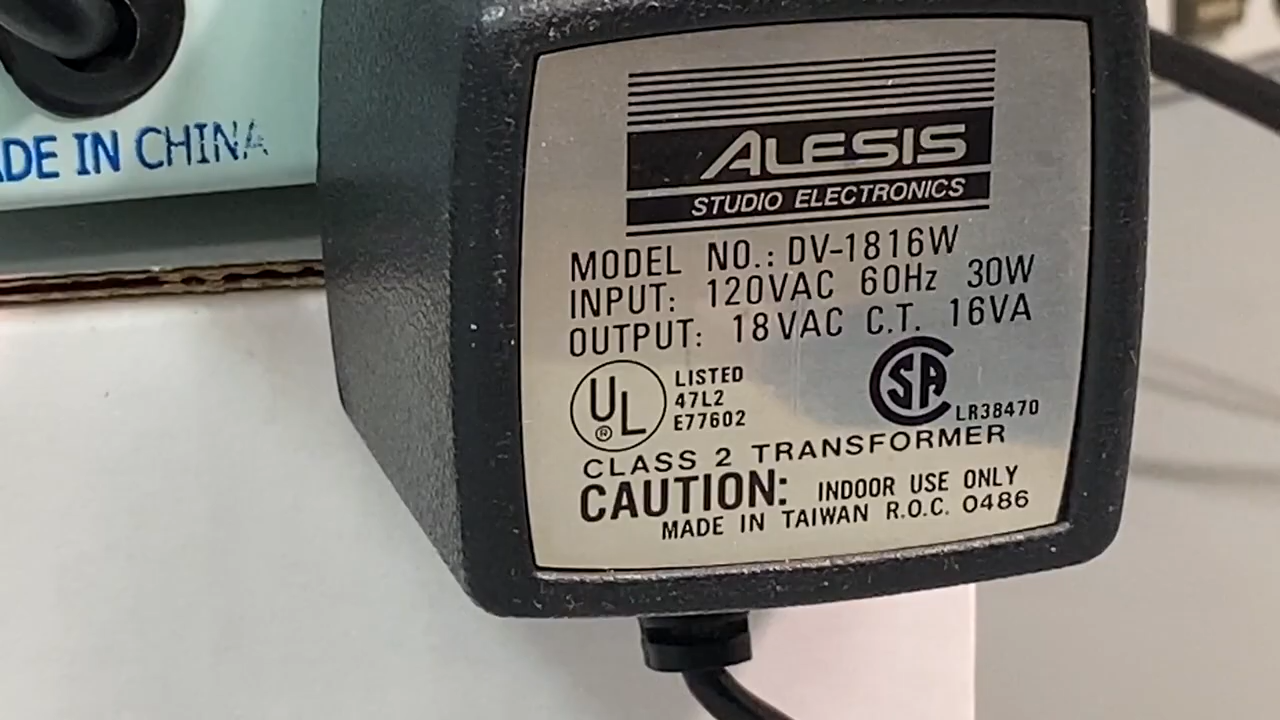 ADE IN CHINA
ALESIS
STUDIO ELECTRONICS
MODEL NO.: DV-1816W
INPUT: 120VAC 60Hz 30W
OUTPUT: 18VAC C.T. 16VA
UL ®
LISTED
47L2
E77602
SA LR38470
CLASS 2 TRANSFORMER
CAUTION: INDOOR USE ONLY
MADE IN TAIWAN R.O.C. 0486